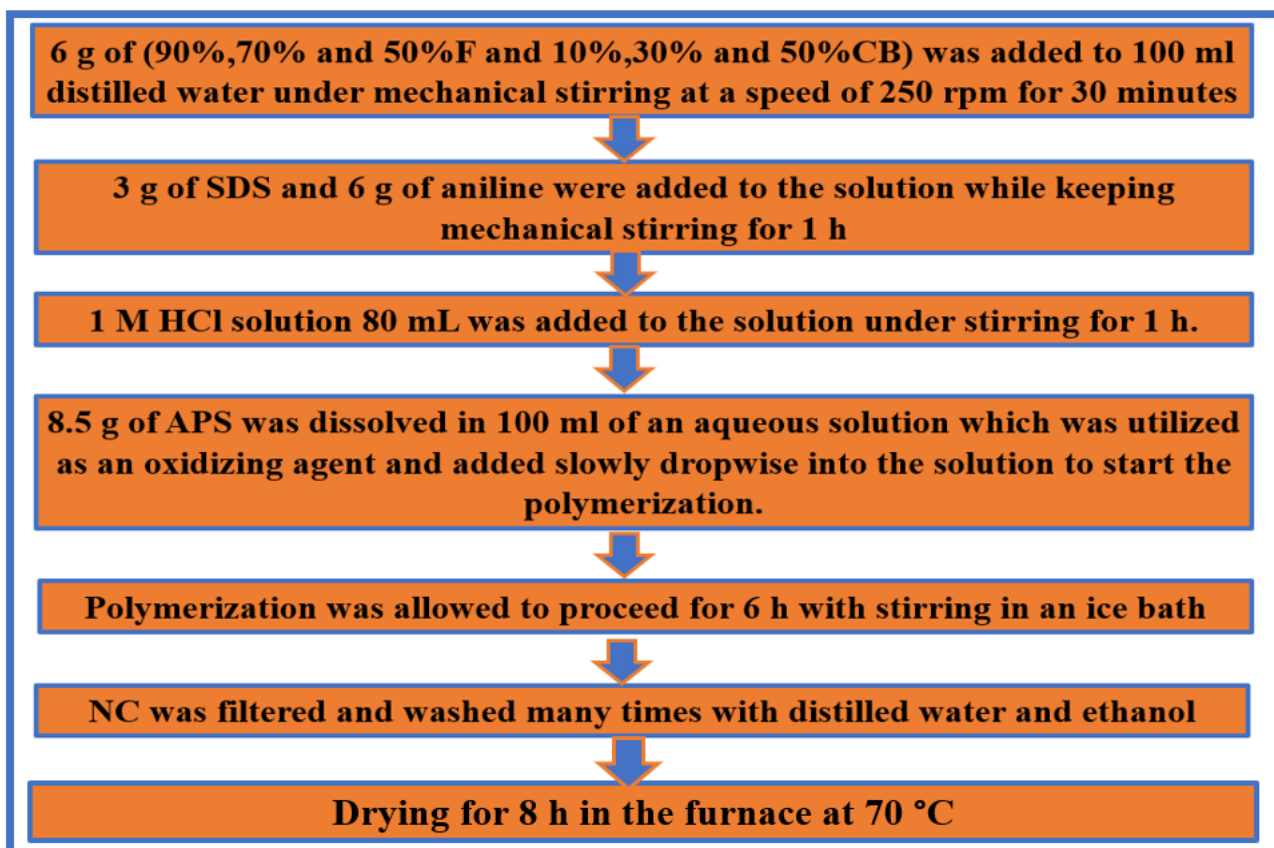 6 g of (90%,70% and 50%F and 10%,30% and 50%CB) was added to 100 ml
distilled water under mechanical stirring at a speed of 250 rpm for 30 minutes
3 g of SDS and 6 g of aniline were added to the solution while keeping
mechanical stirring for 1 h
1 M HCl solution 80 mL was added to the solution under stirring for 1 h.
8.5 g of APS was dissolved in 100 ml of an aqueous solution which was utilized
as an oxidizing agent and added slowly dropwise into the solution to start the
polymerization.
Polymerization was allowed to proceed for 6 h with stirring in an ice bath
NC was filtered and washed many times with distilled water and ethanol
Drying for 8 h in the furnace at 70 °C